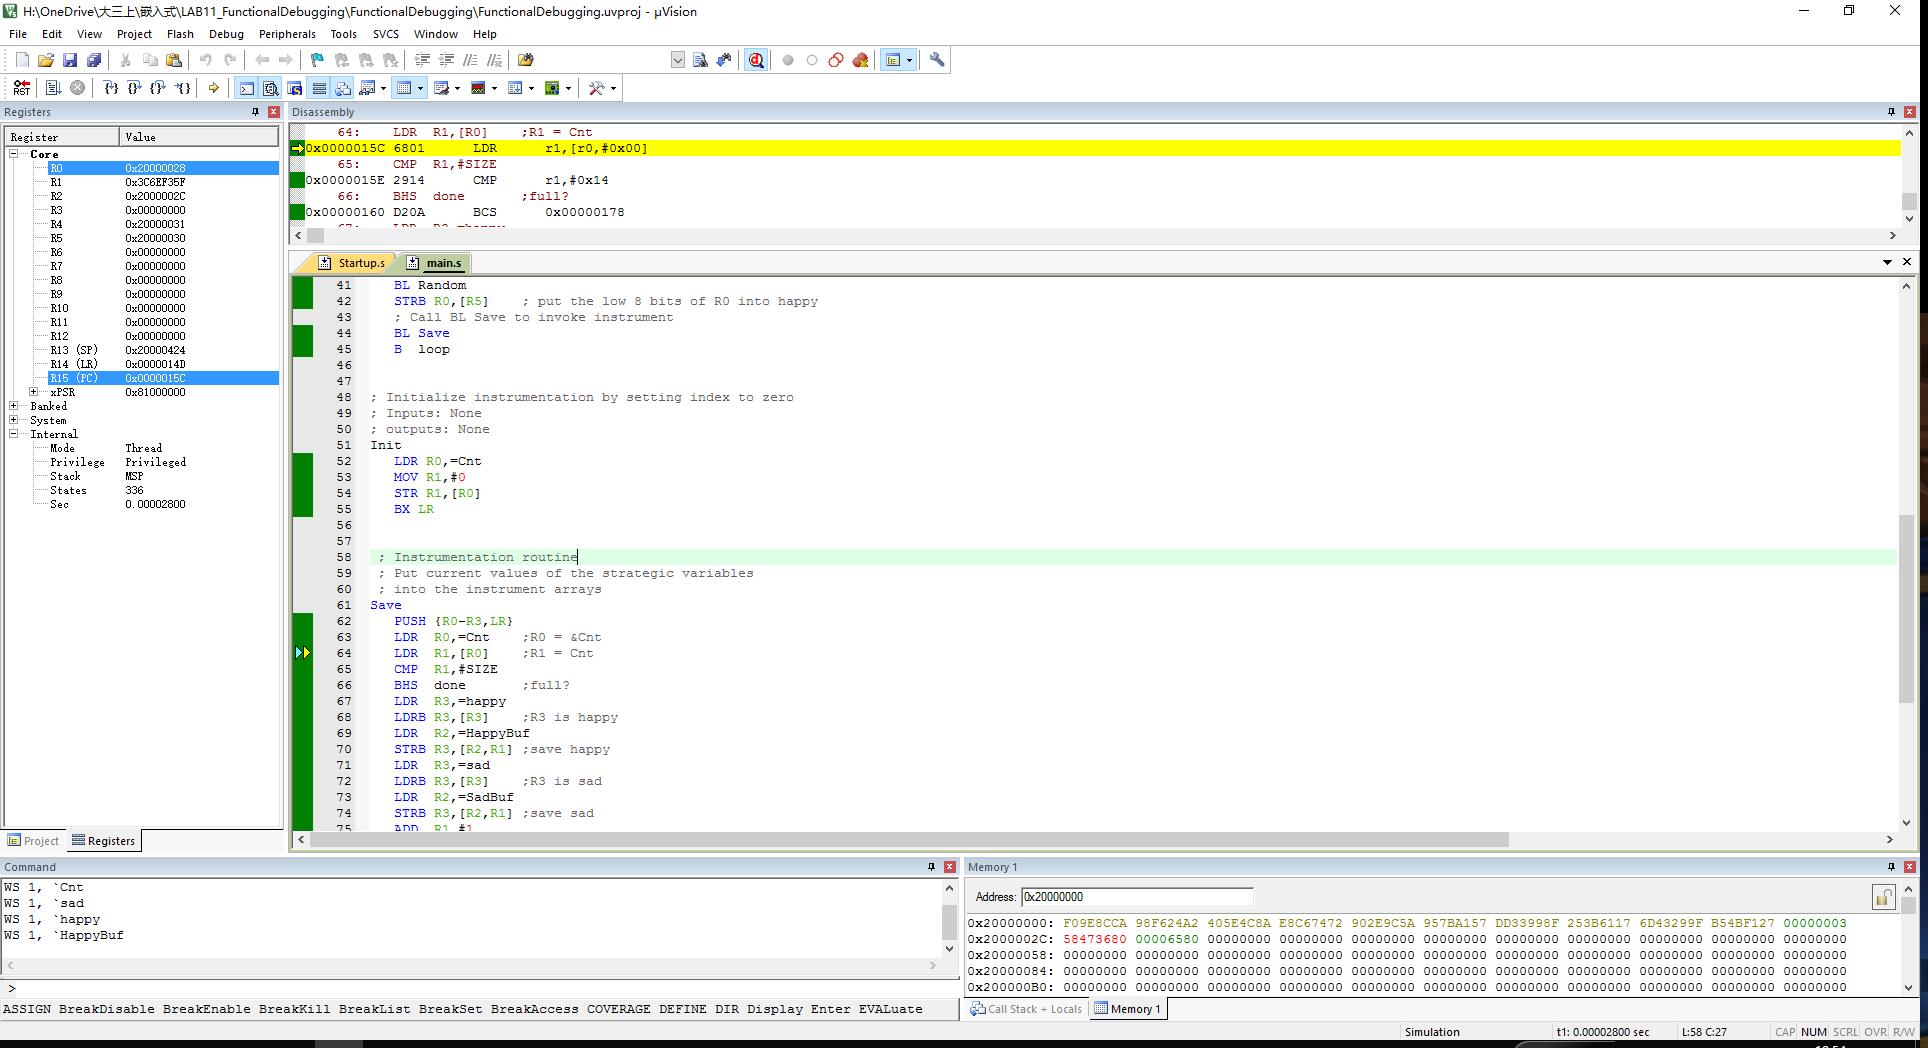 H:\OneDrive\大三上\嵌入式\LAB11_FunctionalDebugging\FunctionalDebugging\FunctionalDebugging.uvproj - µVision
File Edit View Project Flash Debug Peripherals Tools SVCS Window Help
Registers
Register Value
Core
R0 0x20000028
R1 0x3C6EF35F
R2 0x2000002C
R3 0x00000000
R4 0x20000031
R5 0x20000030
R6 0x00000000
R7 0x00000000
R8 0x00000000
R9 0x00000000
R10 0x00000000
R11 0x00000000
R12 0x00000000
R13 (SP) 0x20000424
R14 (LR) 0x0000014D
R15 (PC) 0x0000015C
xPSR 0x81000000
Banked
System
Internal
Mode Thread
Privilege Privileged
Stack MSP
States 336
Sec 0.00002800
Project Registers
Disassembly
64: LDR R1,[R0] ;R1 = Cnt
0x0000015C 6801 LDR r1,[r0,#0x00]
65: CMP R1,#SIZE
0x0000015E 2914 CMP r1,#0x14
66: BHS done ;full?
0x00000160 D20A BCS 0x00000178
67: LDR R3,=happy
Startup.s main.s
41 BL Random
42 STRB R0,[R5] ; put the low 8 bits of R0 into happy
43 ; Call BL Save to invoke instrument
44 BL Save
45 B loop
46
47
48 ; Initialize instrumentation by setting index to zero
49 ; Inputs: None
50 ; outputs: None
51 Init
52 LDR R0,=Cnt
53 MOV R1,#0
54 STR R1,[R0]
55 BX LR
56
57
58 ; Instrumentation routine
59 ; Put current values of the strategic variables
60 ; into the instrument arrays
61 Save
62 PUSH {R0-R3,LR}
63 LDR R0,=Cnt ;R0 = &Cnt
64 LDR R1,[R0] ;R1 = Cnt
65 CMP R1,#SIZE
66 BHS done ;full?
67 LDR R3,=happy
68 LDRB R3,[R3] ;R3 is happy
69 LDR R2,=HappyBuf
70 STRB R3,[R2,R1] ;save happy
71 LDR R3,=sad
72 LDRB R3,[R3] ;R3 is sad
73 LDR R2,=SadBuf
74 STRB R3,[R2,R1] ;save sad
75 ADD R1,#1
Command
WS 1, `Cnt
WS 1, `sad
WS 1, `happy
WS 1, `HappyBuf
>
ASSIGN BreakDisable BreakEnable BreakKill BreakList BreakSet BreakAccess COVERAGE DEFINE DIR Display Enter EVALuate
Memory 1
Address: 0x20000000
0x20000000: F09E8CCA 98F624A2 405E4C8A E8C67472 902E9C5A 957BA157 DD33998F 253B6117 6D43299F B54BF127 00000003
0x2000002C: 58473680 00006580 00000000 00000000 00000000 00000000 00000000 00000000 00000000 00000000 00000000
0x20000058: 00000000 00000000 00000000 00000000 00000000 00000000 00000000 00000000 00000000 00000000 00000000
0x20000084: 00000000 00000000 00000000 00000000 00000000 00000000 00000000 00000000 00000000 00000000 00000000
0x200000B0: 00000000 00000000 00000000 00000000 00000000 00000000 00000000 00000000 00000000 00000000 00000000
Call Stack + Locals Memory 1
Simulation t1: 0.00002800 sec L:58 C:27 CAP NUM SCRL OVR R/W